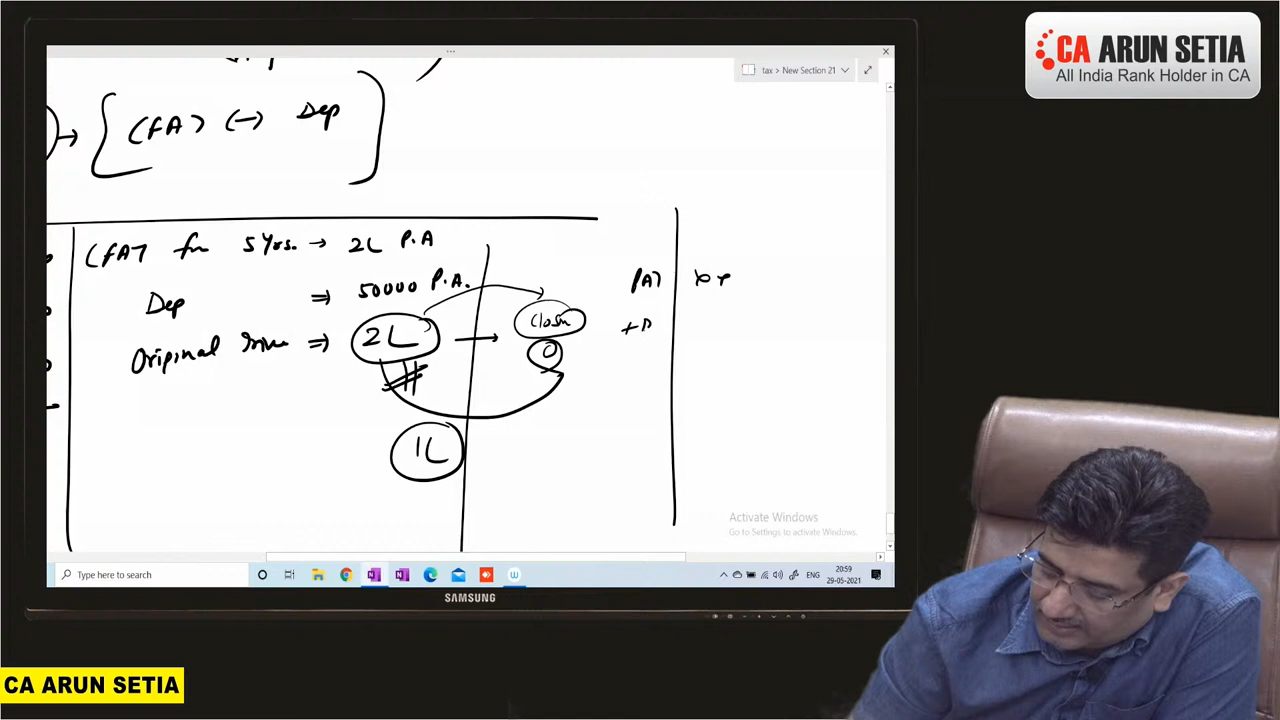 CA ARUN SETIA
All India Rank Holder in CA
tax > New Section 21
(FA) (→) Dep
(FAT for 5 Yrs. → 2L P.A
Dep ⇒ 50000 P.A.
PAT
Original ⇒ 2L →
0
1L
Activate Windows
Go to Settings to activate Windows.
Type here to search
ENG
20:59
29-05-2021
SAMSUNG
CA ARUN SETIA